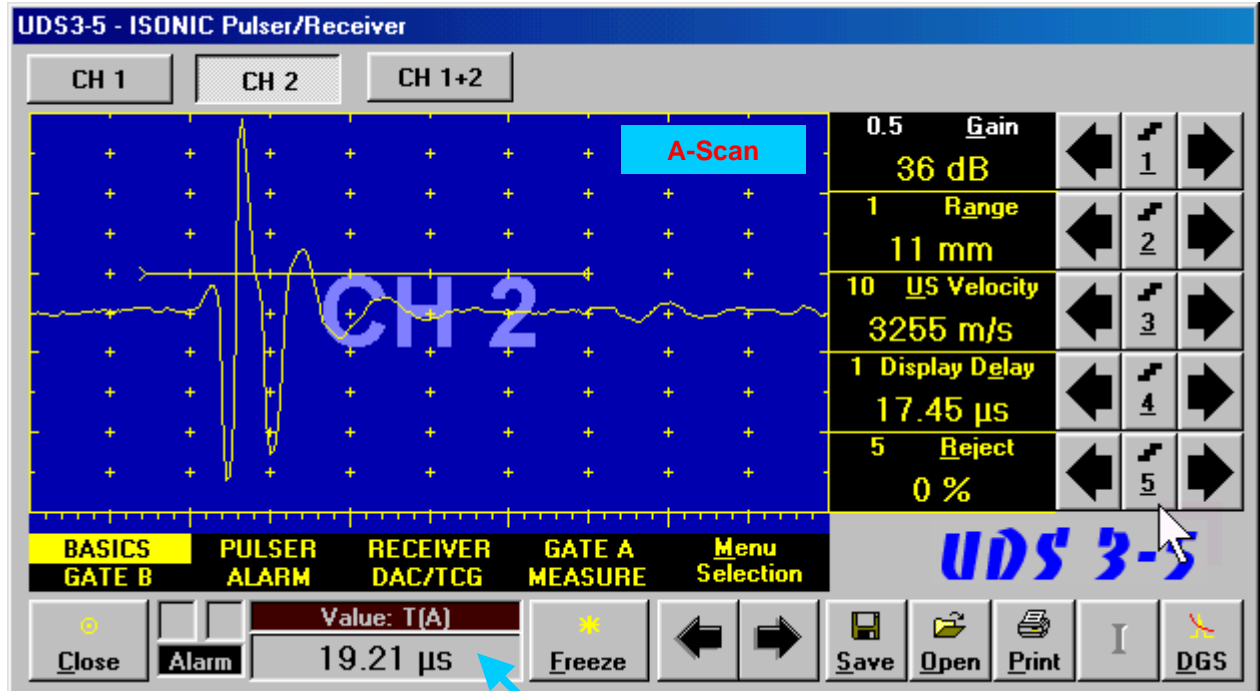 UDS3-5 - ISONIC Pulser/Receiver
CH 1 CH 2 CH 1+2
A-Scan
CH 2
0.5 Gain
36 dB
1
1 Range
11 mm
2
10 US Velocity
3255 m/s
3
1 Display Delay
17.45 µs
4
5 Reject
0 %
5
BASICS PULSER RECEIVER GATE A Menu
GATE B ALARM DAC/TCG MEASURE Selection
UDS 3-5
Close Alarm
Value: T(A)
19.21 µs
Freeze
Save Open Print I DGS